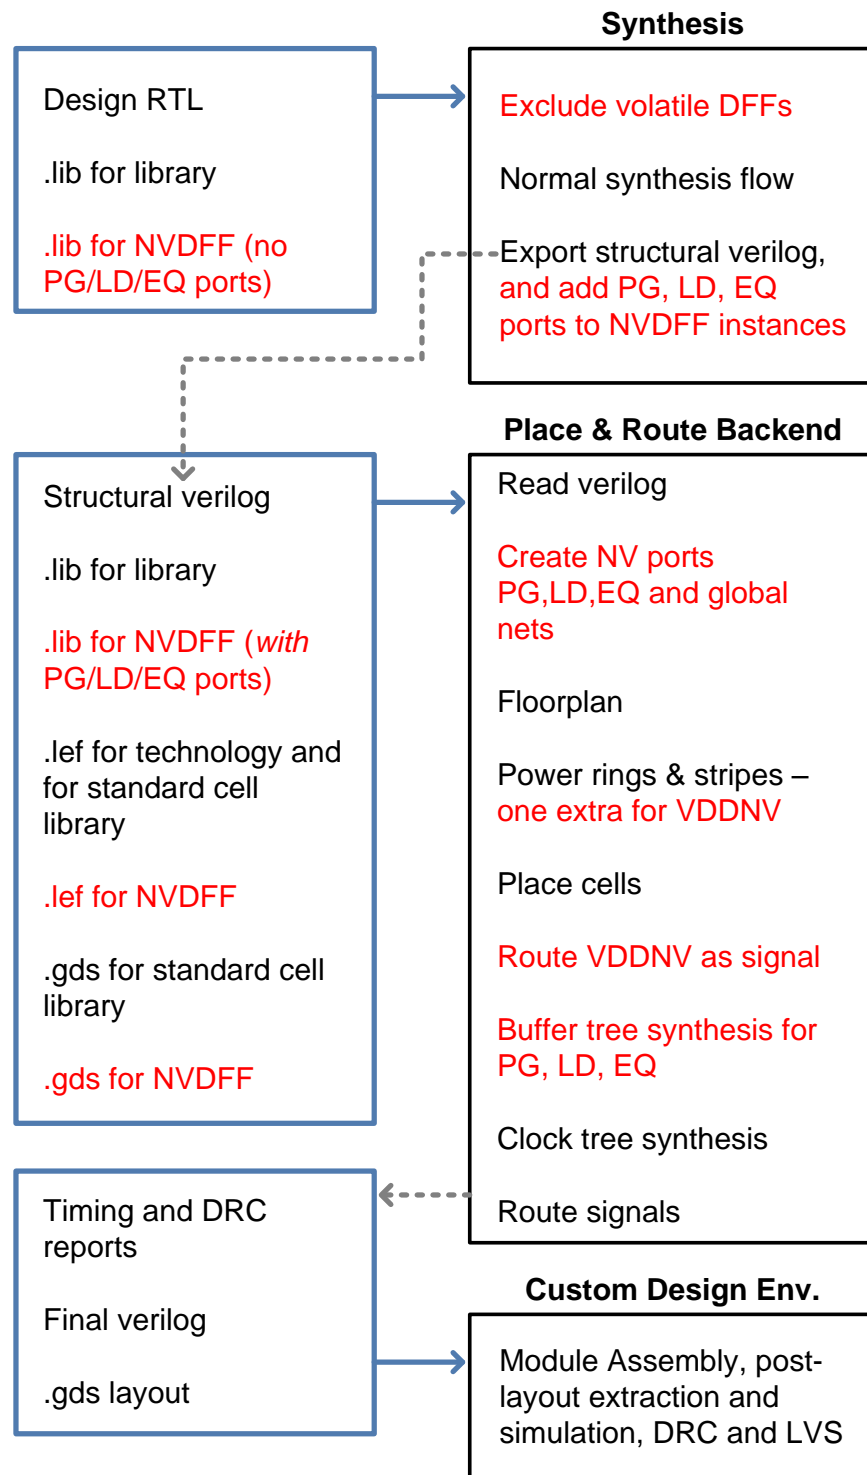 Synthesis
Design RTL
.lib for library
.lib for NVDFF (no
PG/LD/EQ ports)
Exclude volatile DFFs
Normal synthesis flow
Export structural verilog,
and add PG, LD, EQ
ports to NVDFF instances
Place & Route Backend
Structural verilog
.lib for library
.lib for NVDFF (with
PG/LD/EQ ports)
.lef for technology and
for standard cell
library
.lef for NVDFF
.gds for standard cell
library
.gds for NVDFF
Read verilog
Create NV ports
PG,LD,EQ and global
nets
Floorplan
Power rings & stripes –
one extra for VDDNV
Place cells
Route VDDNV as signal
Buffer tree synthesis for
PG, LD, EQ
Clock tree synthesis
Route signals
Timing and DRC
reports
Final verilog
.gds layout
Custom Design Env.
Module Assembly, post-
layout extraction and
simulation, DRC and LVS